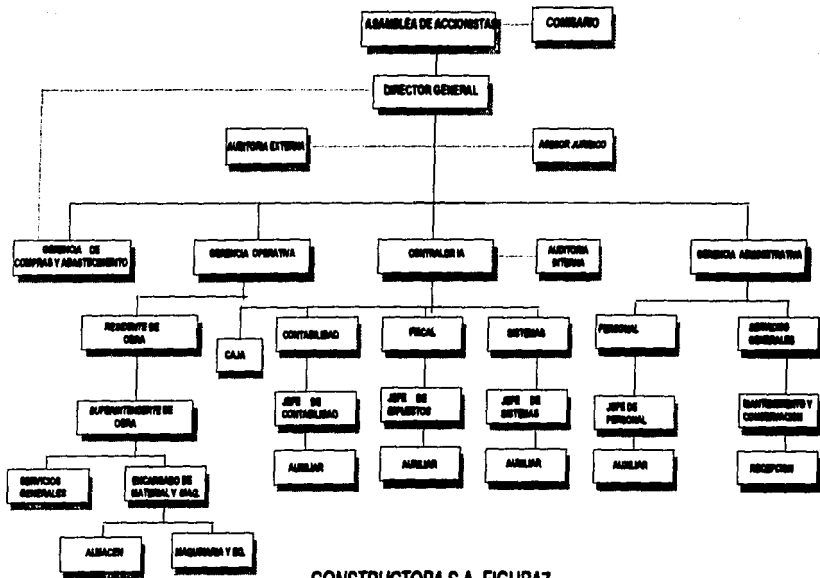 ASAMBLEA DE ACCIONISTAS
COMISARIO
DIRECTOR GENERAL
AUDITORIA EXTERNA
ASESOR JURIDICO
GERENCIA DE
COMPRAS Y ABASTECIMIENTO
GERENCIA OPERATIVA
CONTRALORIA
AUDITORIA
INTERNA
GERENCIA ADMINISTRATIVA
RESIDENTE DE
OBRA
CAJA
CONTABILIDAD
FISCAL
SISTEMAS
PERSONAL
SERVICIOS
GENERALES
SUPERINTENDENTE DE
OBRA
JEFE DE
CONTABILIDAD
JEFE DE
IMPUESTOS
JEFE DE
SISTEMAS
JEFE DE
PERSONAL
MANTENIMIENTO Y
CONSERVACION
SERVICIOS
GENERALES
ENCARGADO DE
MATERIAL Y MAQ.
AUXILIAR
AUXILIAR
AUXILIAR
AUXILIAR
RECEPCION
ALMACEN
MAQUINARIA Y EQ.
CONSTRUCTORA S.A. FIGURA7